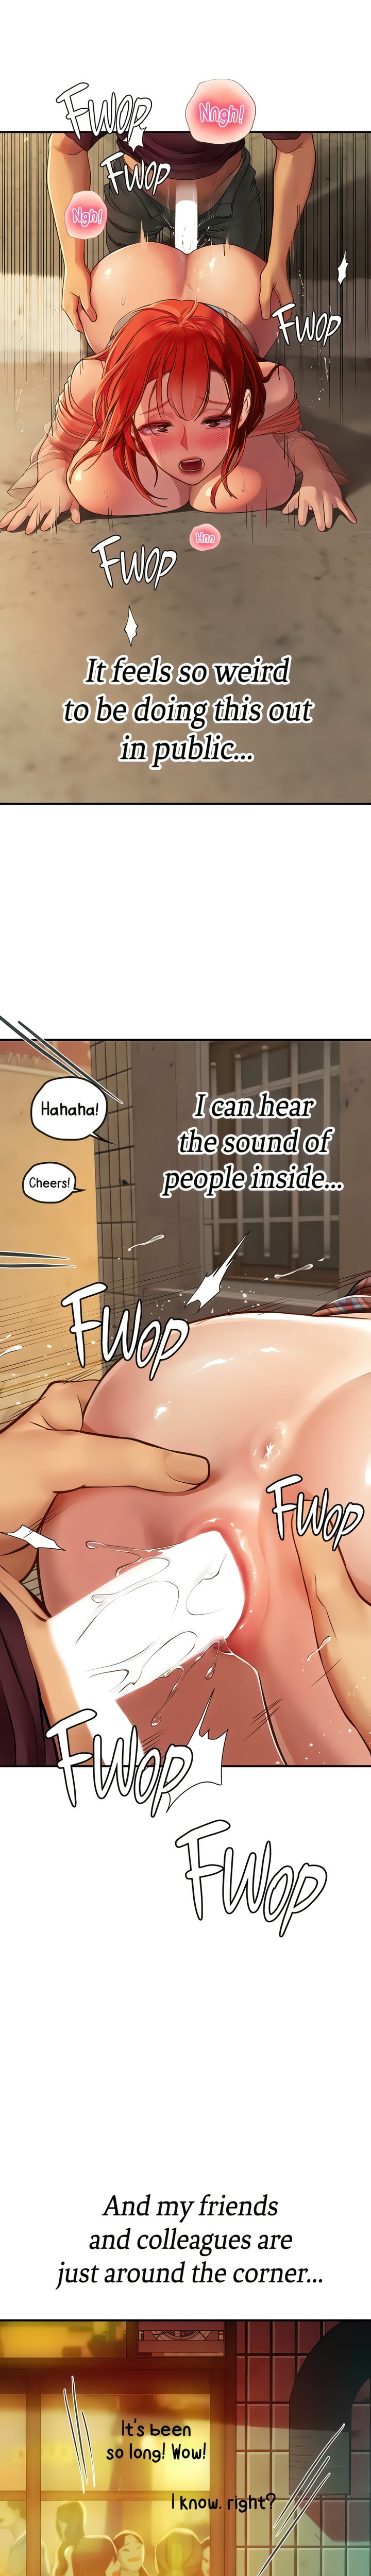 FWOP
Nngh!
FWOP
Ngh!
FWOP
Hnn
FWOP
It feels so weird
to be doing this out
in public...
Hahaha!
I can hear
the sound of
people inside...
Cheers!
FWOP
FWOP
FWOP
FWOP
And my friends
and colleagues are
just around the corner...
It's been
so long! Wow!
I know. right?